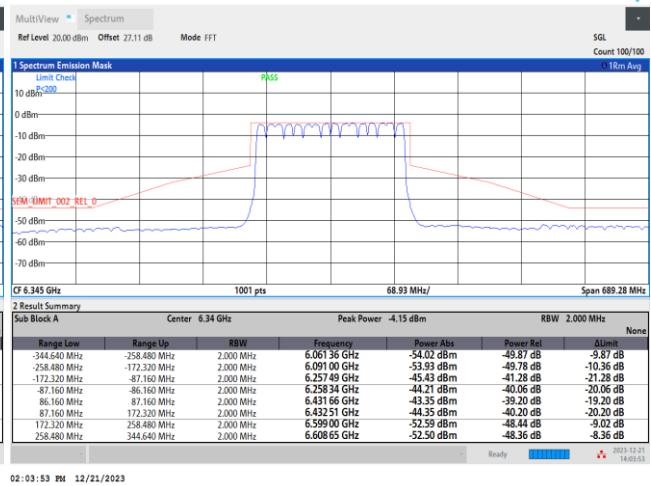 MultiView Spectrum
Ref Level 20.00 dBm Offset 27.11 dB Mode FFT SGL
Count 100/100
1 Spectrum Emission Mask 1Rm Avg
Limit Check PASS
P<200
10 dBm
0 dBm
-10 dBm
-20 dBm
-30 dBm
SEM_LIMIT_002_REL_0
-50 dBm
-60 dBm
-70 dBm
CF 6.345 GHz 1001 pts 68.93 MHz/ Span 689.28 MHz
2 Result Summary
Sub Block A Center 6.34 GHz Peak Power -4.15 dBm RBW 2.000 MHz
None
Range Low Range Up RBW Frequency Power Abs Power Rel ΔLimit
-344.640 MHz -258.480 MHz 2.000 MHz 6.061 36 GHz -54.02 dBm -49.87 dB -9.87 dB
-258.480 MHz -172.320 MHz 2.000 MHz 6.091 00 GHz -53.93 dBm -49.78 dB -10.36 dB
-172.320 MHz -87.160 MHz 2.000 MHz 6.257 49 GHz -45.43 dBm -41.28 dB -21.28 dB
-87.160 MHz -86.160 MHz 2.000 MHz 6.258 34 GHz -44.21 dBm -40.06 dB -20.06 dB
86.160 MHz 87.160 MHz 2.000 MHz 6.431 66 GHz -43.35 dBm -39.20 dB -19.20 dB
87.160 MHz 172.320 MHz 2.000 MHz 6.432 51 GHz -44.35 dBm -40.20 dB -20.20 dB
172.320 MHz 258.480 MHz 2.000 MHz 6.599 00 GHz -52.59 dBm -48.44 dB -9.02 dB
258.480 MHz 344.640 MHz 2.000 MHz 6.608 65 GHz -52.50 dBm -48.36 dB -8.36 dB
Ready 2023-12-21
14:03:53
02:03:53 PM 12/21/2023